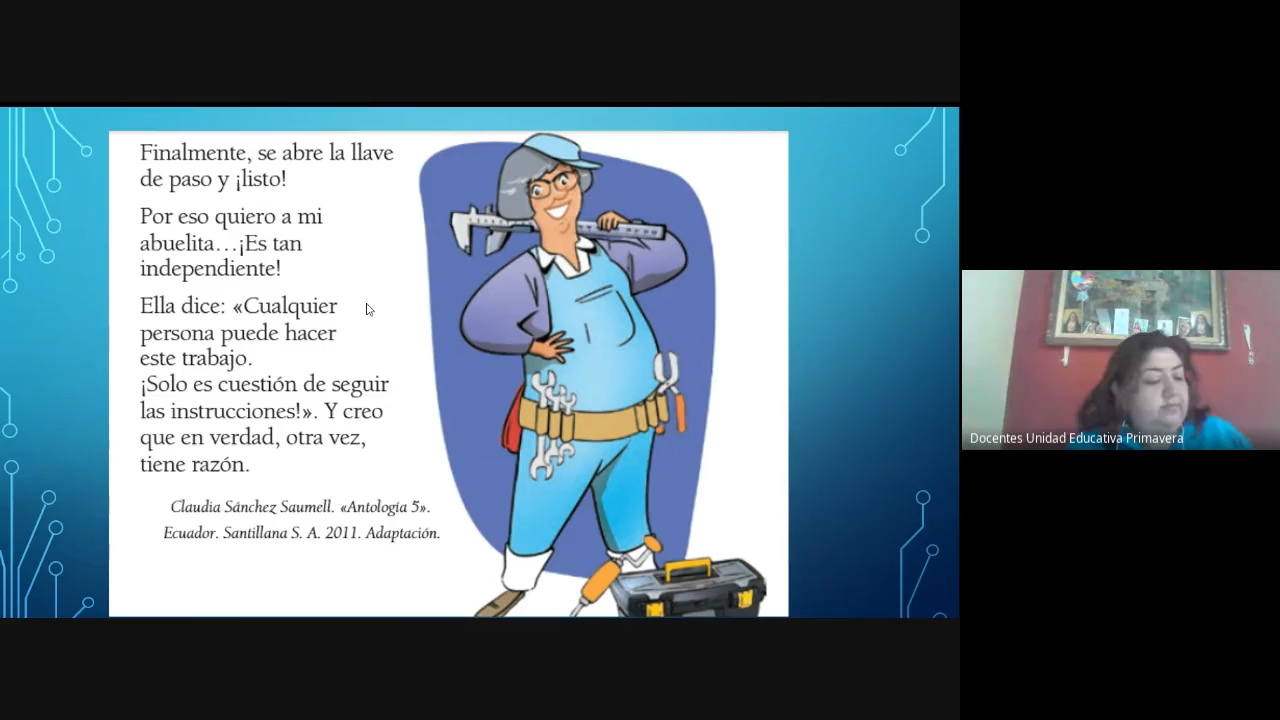 Finalmente, se abre la llave
de paso y ¡listo!
Por eso quiero a mi
abuelita…¡Es tan
independiente!
Ella dice: «Cualquier
persona puede hacer
este trabajo.
¡Solo es cuestión de seguir
las instrucciones!». Y creo
que en verdad, otra vez,
tiene razón.
Claudia Sánchez Saumell. «Antología 5».
Ecuador. Santillana S. A. 2011. Adaptación.
Docentes Unidad Educativa Primavera